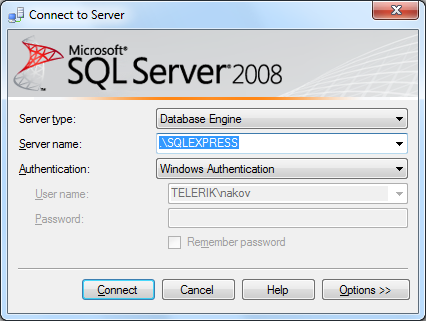 Connect to Server
Microsoft®
SQL Server® 2008
Server type: Database Engine
Server name: .\SQLEXPRESS
Authentication: Windows Authentication
User name: TELERIK\nakov
Password:
Remember password
Connect Cancel Help Options >>